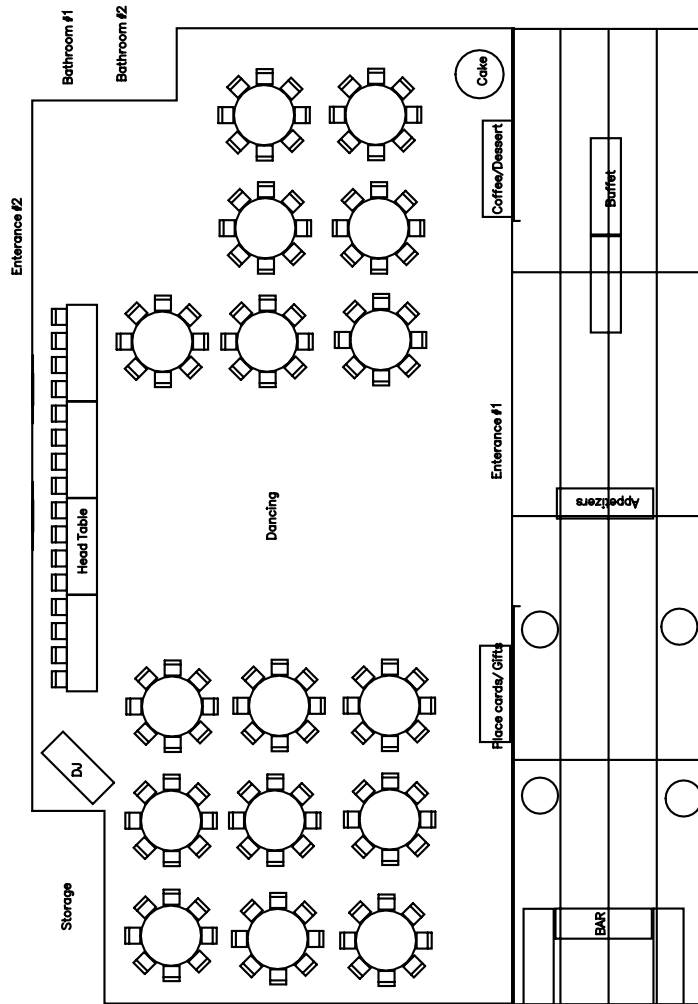 Bathroom #1
Bathroom #2
Enterance #2
Cake
Coffee/Dessert
Buffet
Enterance #1
Appetizers
Dancing
Head Table
Place cards/ Gifts
DJ
Storage
BAR